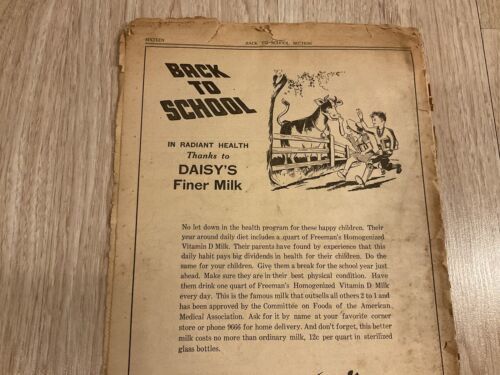 SIXTEEN
BACK TO SCHOOL SECTION
BACK
TO
SCHOOL
IN RADIANT HEALTH
Thanks to
DAISY'S
Finer Milk
No let down in the health program for these happy children. Their
year around daily diet includes a quart of Freeman's Homogenized
Vitamin D Milk. Their parents have found by experience that this
daily habit pays big dividends in health for their children. Do the
same for your children. Give them a break for the school year just
ahead. Make sure they are in their best physical condition. Have
them drink one quart of Freeman's Homogenized Vitamin D Milk
every day. This is the famous milk that outsells all others 2 to 1 and
has been approved by the Committee on Foods of the American
Medical Association. Ask for it by name at your favorite corner
store or phone 9666 for home delivery. And don't forget, this better
milk costs no more than ordinary milk, 12c per quart in sterilized
glass bottles.